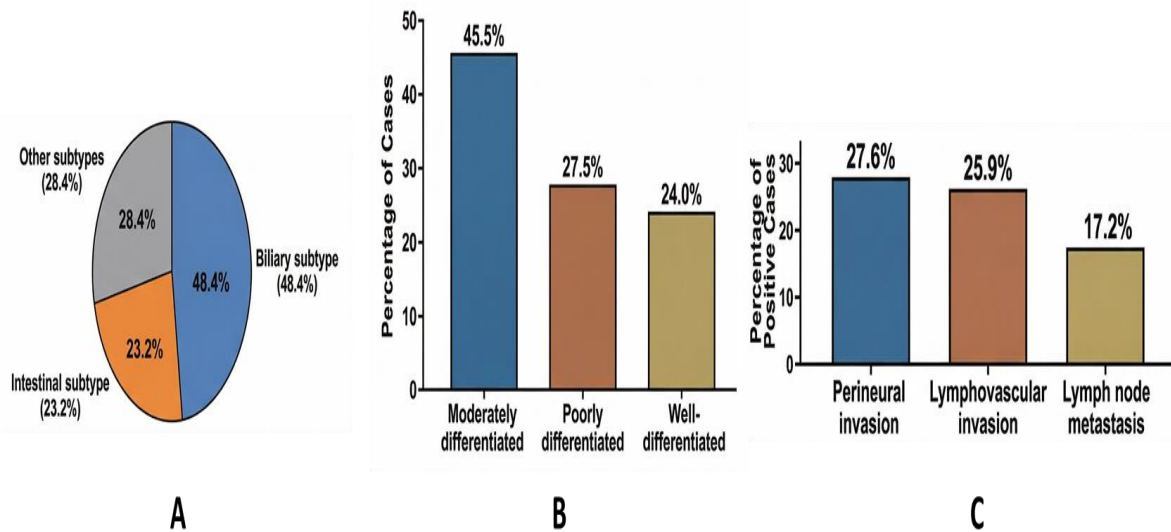 Other subtypes
(28.4%)
28.4%
Biliary subtype
(48.4%)
48.4%
23.2%
Intestinal subtype
(23.2%)
A
Percentage of Cases
50
40
30
20
10
0
45.5%
27.5%
24.0%
Moderately
differentiated
Poorly
differentiated
Well-
differentiated
B
Percentage of
Positive Cases
30
20
10
0
27.6%
25.9%
17.2%
Perineural
invasion
Lymphovascular
invasion
Lymph node
metastasis
C